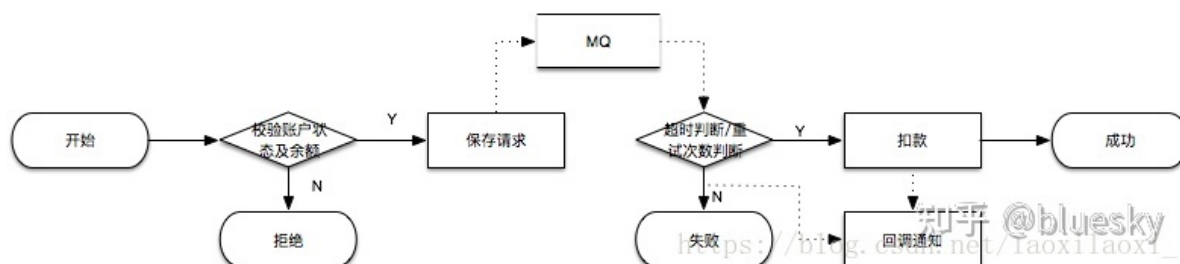 MQ
开始
校验账户状
态及余额
Y
保存请求
超时判断/重
试次数判断
Y
扣款
成功
N
拒绝
N
失败
回调通知
知乎 @bluesky
https://blog.csdn.net/laoxilaoxi_